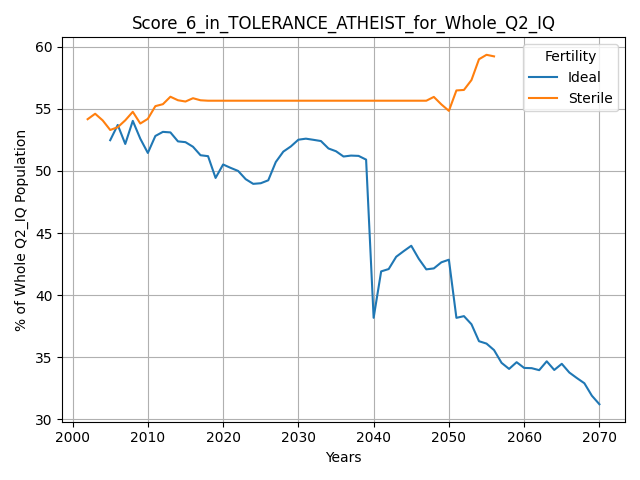 Score_6_in_TOLERANCE_ATHEIST_for_Whole_Q2_IQ
% of Whole Q2_IQ Population
60
55
50
45
40
35
30
Fertility
Ideal
Sterile
2000 2010 2020 2030 2040 2050 2060 2070
Years